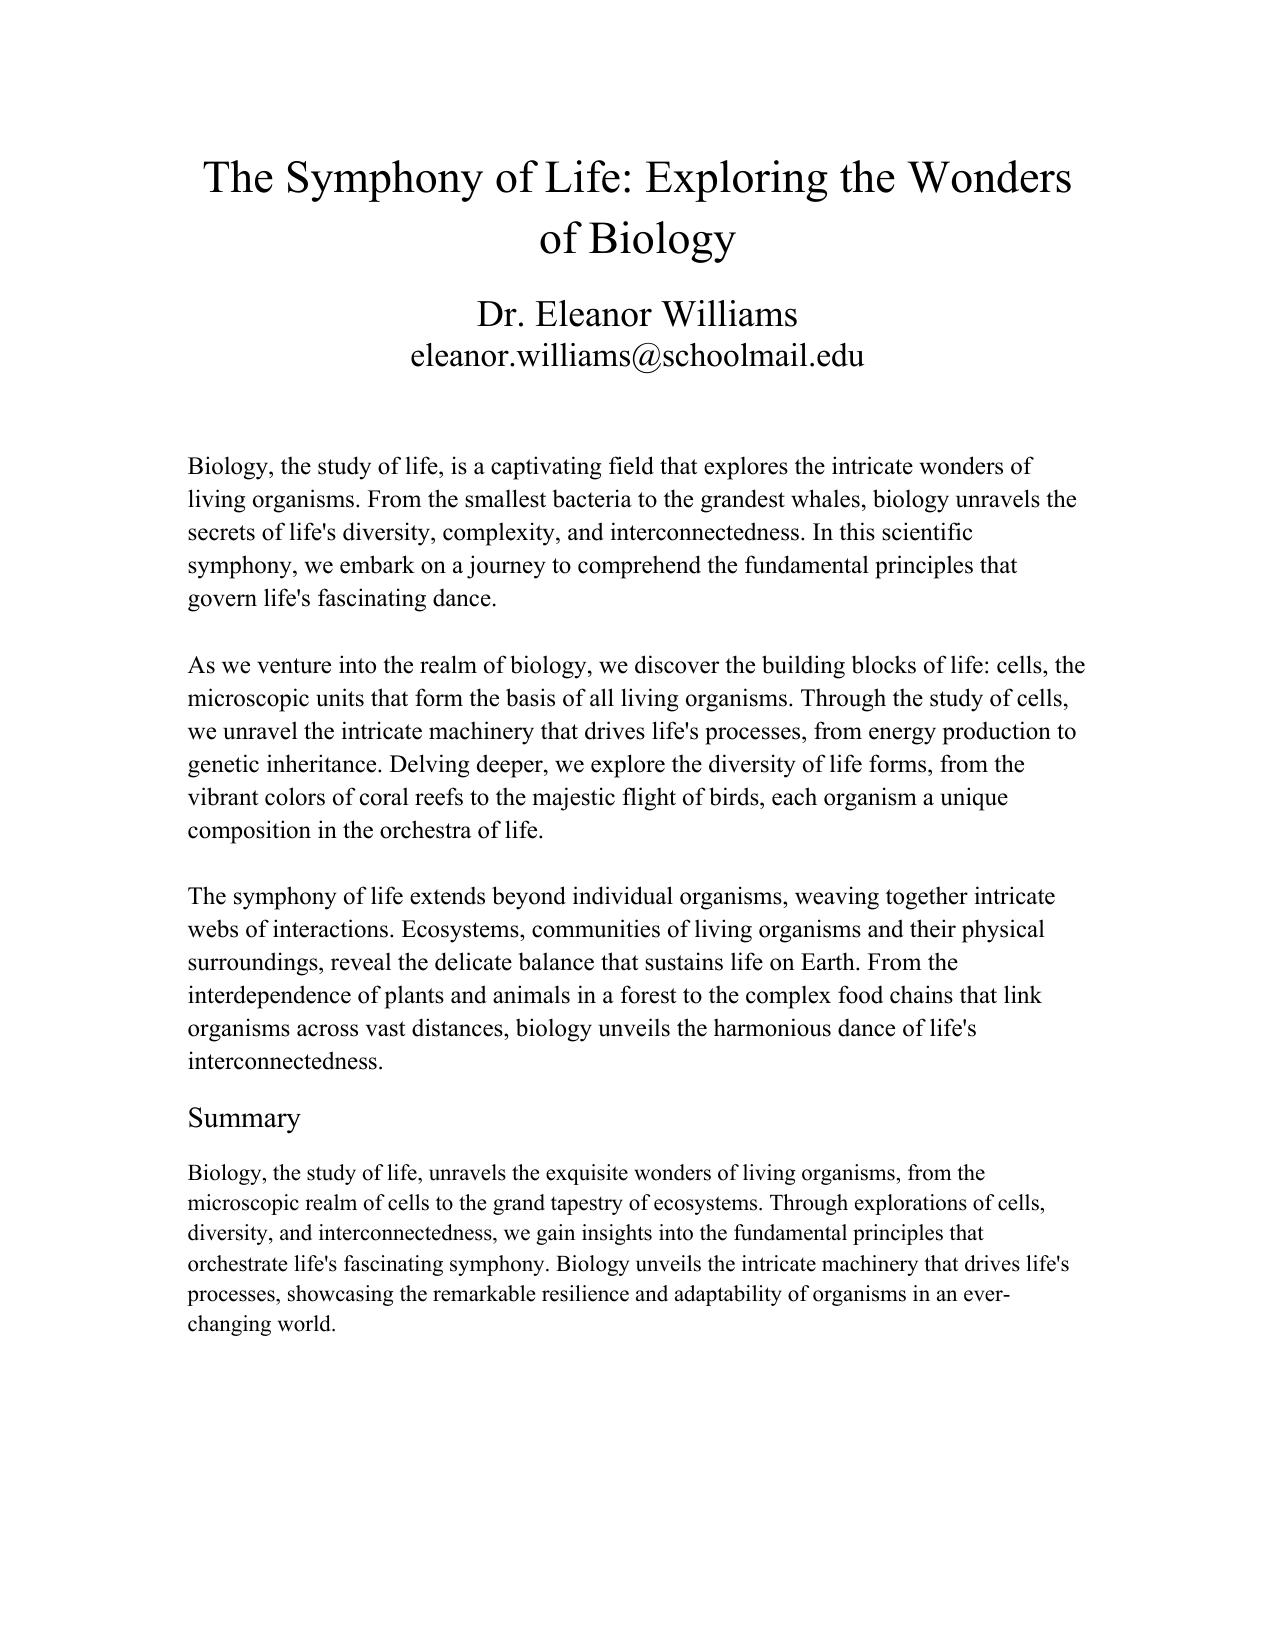 The Symphony of Life: Exploring the Wonders
of Biology
Dr. Eleanor Williams
eleanor.williams@schoolmail.edu
Biology, the study of life, is a captivating field that explores the intricate wonders of
living organisms. From the smallest bacteria to the grandest whales, biology unravels the
secrets of life's diversity, complexity, and interconnectedness. In this scientific
symphony, we embark on a journey to comprehend the fundamental principles that
govern life's fascinating dance.
As we venture into the realm of biology, we discover the building blocks of life: cells, the
microscopic units that form the basis of all living organisms. Through the study of cells,
we unravel the intricate machinery that drives life's processes, from energy production to
genetic inheritance. Delving deeper, we explore the diversity of life forms, from the
vibrant colors of coral reefs to the majestic flight of birds, each organism a unique
composition in the orchestra of life.
The symphony of life extends beyond individual organisms, weaving together intricate
webs of interactions. Ecosystems, communities of living organisms and their physical
surroundings, reveal the delicate balance that sustains life on Earth. From the
interdependence of plants and animals in a forest to the complex food chains that link
organisms across vast distances, biology unveils the harmonious dance of life's
interconnectedness.
Summary
Biology, the study of life, unravels the exquisite wonders of living organisms, from the
microscopic realm of cells to the grand tapestry of ecosystems. Through explorations of cells,
diversity, and interconnectedness, we gain insights into the fundamental principles that
orchestrate life's fascinating symphony. Biology unveils the intricate machinery that drives life's
processes, showcasing the remarkable resilience and adaptability of organisms in an ever-
changing world.